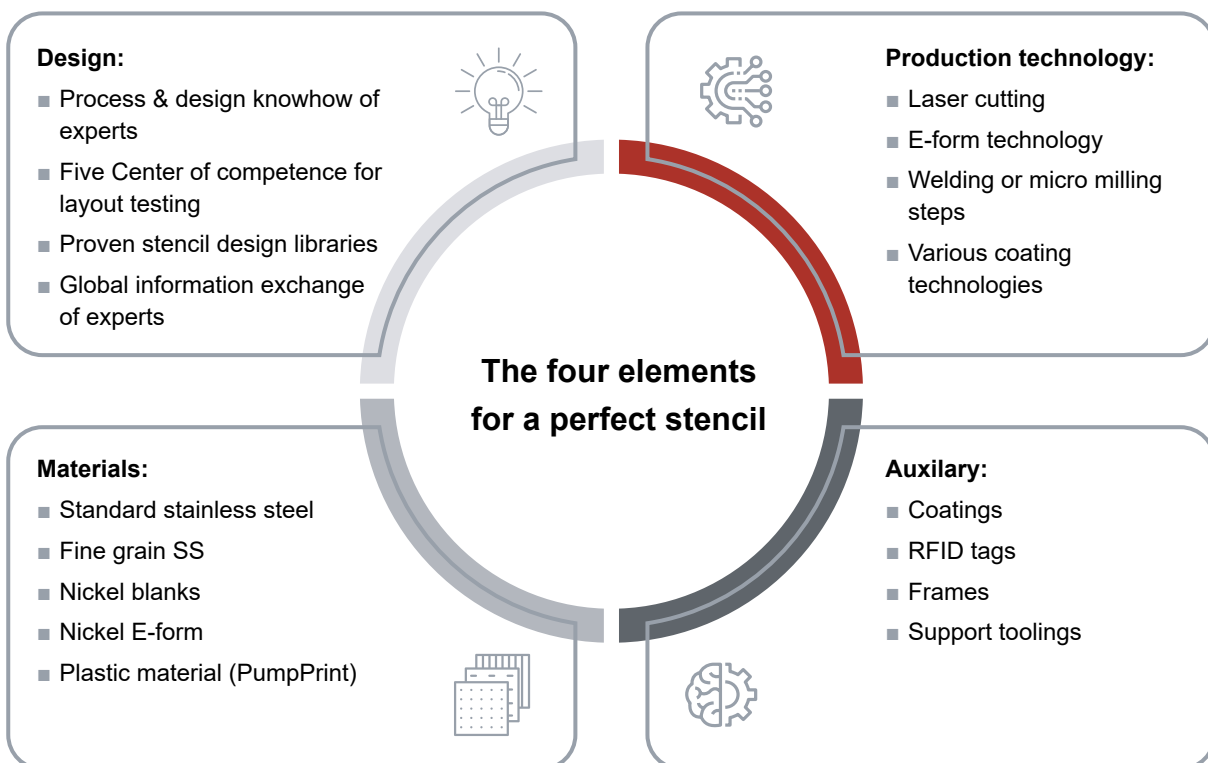 Design:
■ Process & design knowhow of
experts
■ Five Center of competence for
layout testing
■ Proven stencil design libraries
■ Global information exchange
of experts
Production technology:
■ Laser cutting
■ E-form technology
■ Welding or micro milling
steps
■ Various coating
technologies
The four elements
for a perfect stencil
Materials:
■ Standard stainless steel
■ Fine grain SS
■ Nickel blanks
■ Nickel E-form
■ Plastic material (PumpPrint)
Auxilary:
■ Coatings
■ RFID tags
■ Frames
■ Support toolings